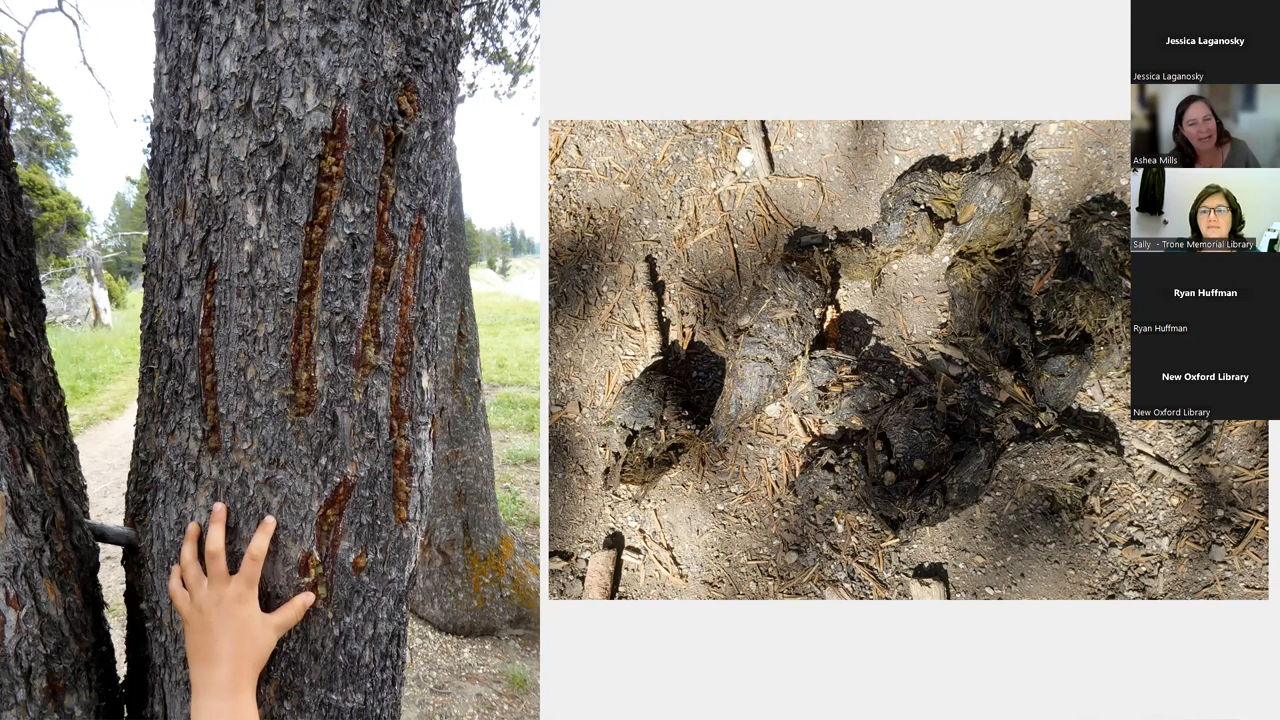 Jessica Laganosky
Jessica Laganosky
Ashea Mills
Sally - Trone Memorial Library
Ryan Huffman
Ryan Huffman
New Oxford Library
New Oxford Library